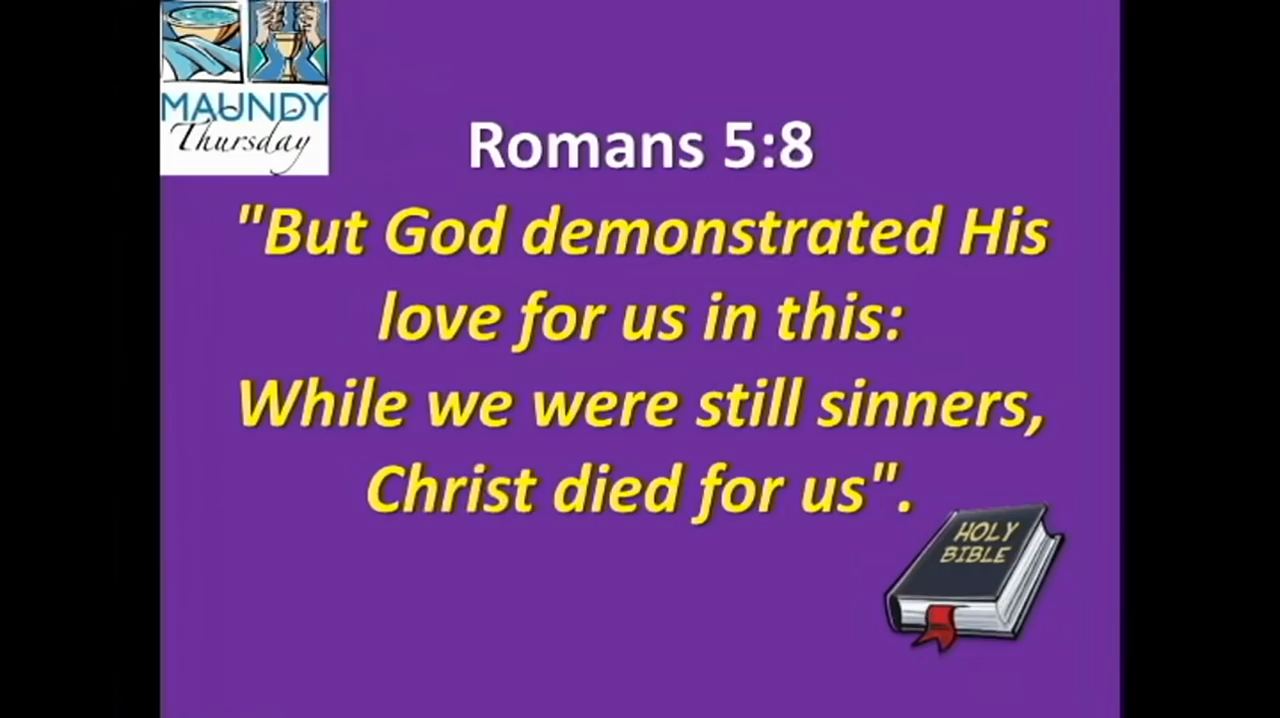 MAUNDY
Thursday
Romans 5:8
"But God demonstrated His
love for us in this:
While we were still sinners,
Christ died for us".
HOLY
BIBLE